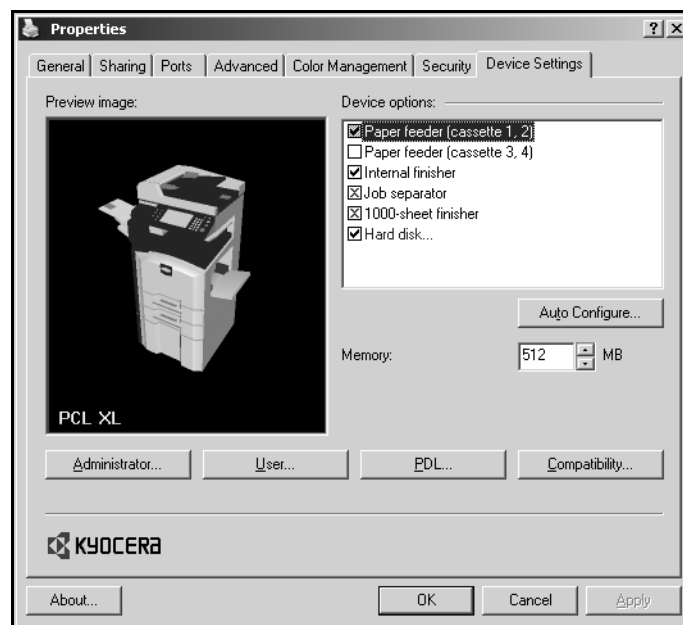 Properties
General Sharing Ports Advanced Color Management Security Device Settings
Preview image:
Device options:
Paper feeder (cassette 1, 2)
Paper feeder (cassette 3, 4)
Internal finisher
Job separator
1000-sheet finisher
Hard disk...
Auto Configure...
Memory: 512 MB
PCL XL
Administrator... User... PDL... Compatibility...
KYOCERA
About... OK Cancel Apply